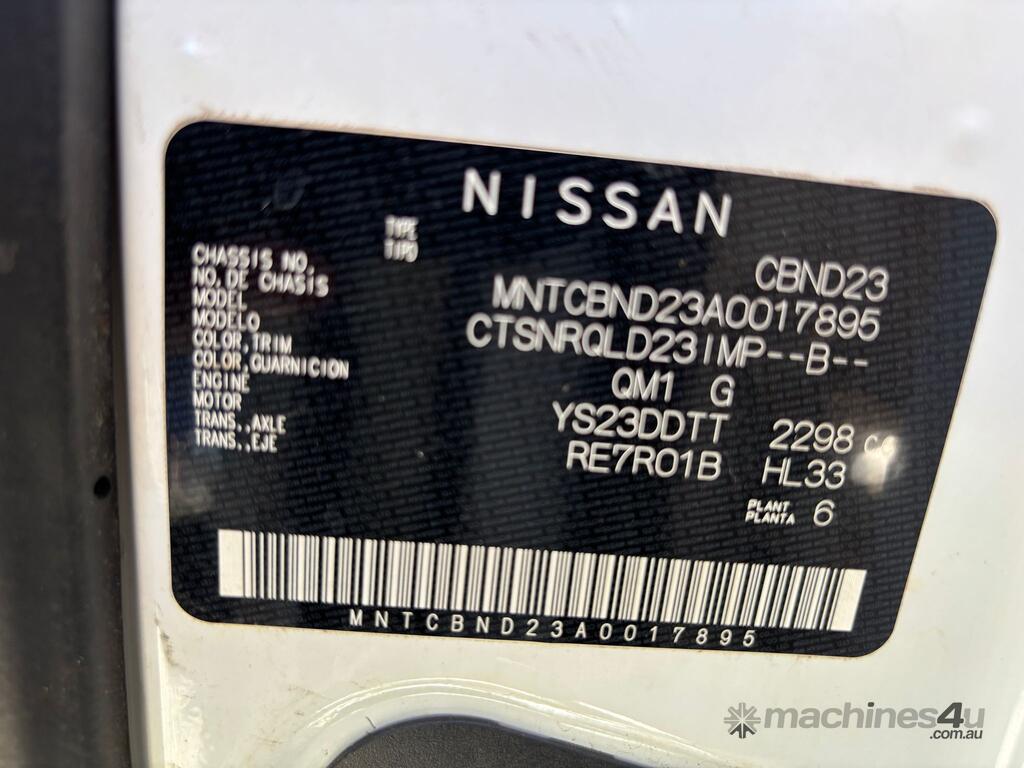 NISSAN
TYPE CBND23
TIPO
CHASSIS NO. MNTCBND23A0017895
NO. DE CHASIS
MODEL CTSNRQLD23IMP--B--
MODELO
COLOR,TRIM QM1 G
COLOR,GUARNICION
ENGINE YS23DDTT 2298 cc
MOTOR
TRANS.,AXLE RE7R01B HL33
TRANS.,EJE
PLANT 6
PLANTA
MNTCBND23A0017895
machines4u
.com.au